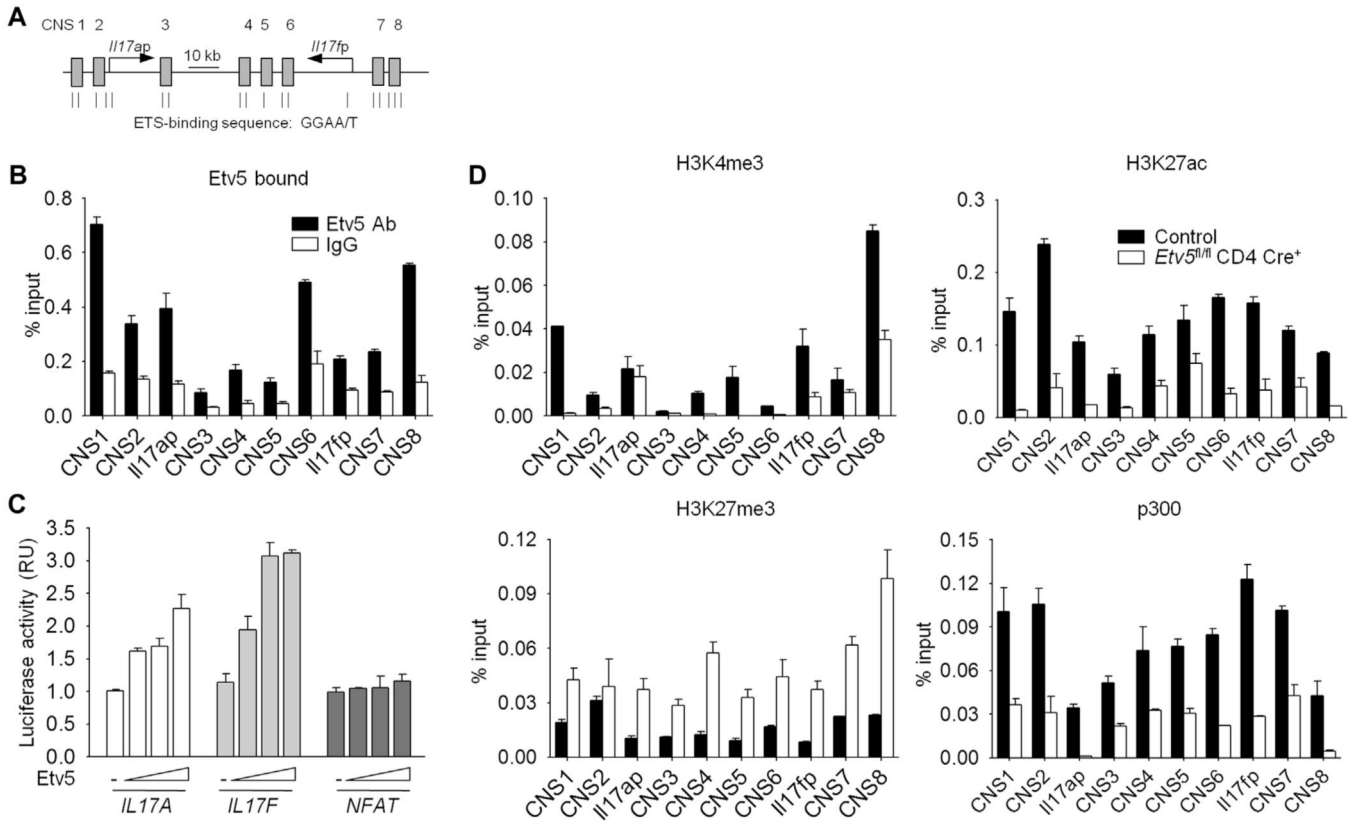 A
CNS 1 2 3 4 5 6 7 8
Il17ap 10 kb Il17fp
ETS-binding sequence: GGAA/T
B
Etv5 bound
% input
0.8
0.6
0.4
0.2
0.0
Etv5 Ab
IgG
CNS1 CNS2 Il17ap CNS3 CNS4 CNS5 CNS6 Il17fp CNS7 CNS8
C
Luciferase activity (RU)
3.5
3.0
2.5
2.0
1.5
1.0
0.5
0.0
Etv5 - - -
IL17A IL17F NFAT
D
H3K4me3
% input
0.10
0.08
0.06
0.04
0.02
0.00
CNS1 CNS2 Il17ap CNS3 CNS4 CNS5 CNS6 Il17fp CNS7 CNS8
H3K27ac
% input
0.3
0.2
0.1
0.0
Control
Etv5fl/fl CD4 Cre+
CNS1 CNS2 Il17ap CNS3 CNS4 CNS5 CNS6 Il17fp CNS7 CNS8
H3K27me3
% input
0.12
0.09
0.06
0.03
0.00
CNS1 CNS2 Il17ap CNS3 CNS4 CNS5 CNS6 Il17fp CNS7 CNS8
p300
% input
0.15
0.12
0.09
0.06
0.03
0.00
CNS1 CNS2 Il17ap CNS3 CNS4 CNS5 CNS6 Il17fp CNS7 CNS8